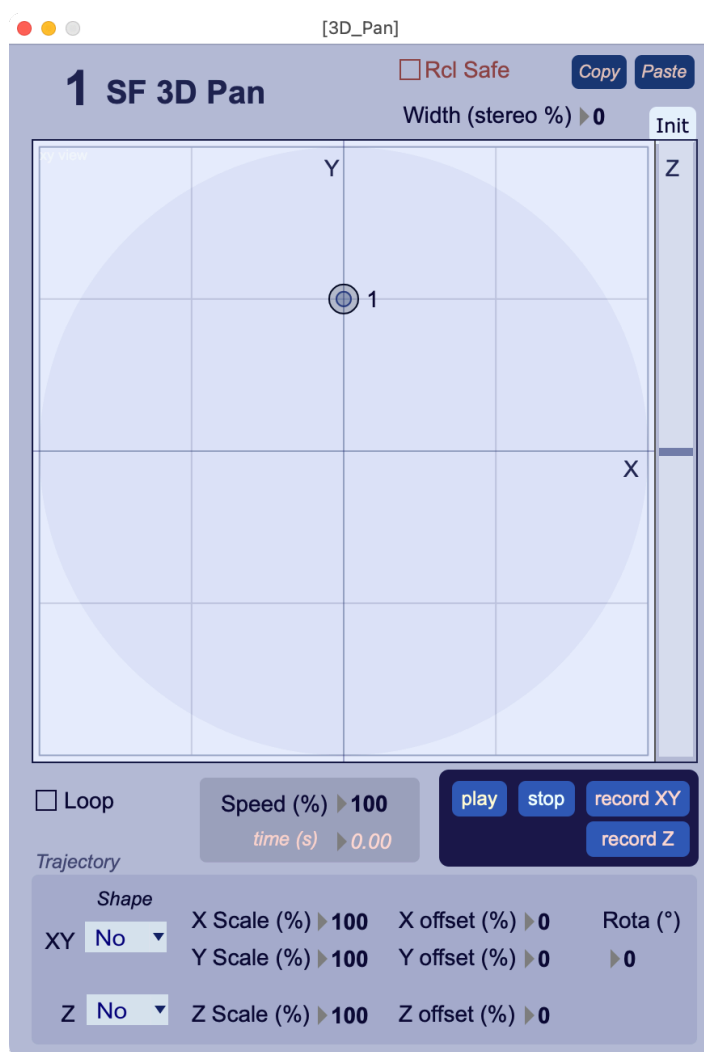 [3D_Pan]
1 SF 3D Pan
Rcl Safe
Copy
Paste
Width (stereo %) 0
Init
xy view
Y
Z
1
X
Loop
Speed (%) 100
time (s) 0.00
play
stop
record XY
record Z
Trajectory
Shape
XY No
X Scale (%) 100
X offset (%) 0
Rota (°)
Y Scale (%) 100
Y offset (%) 0
0
Z No
Z Scale (%) 100
Z offset (%) 0